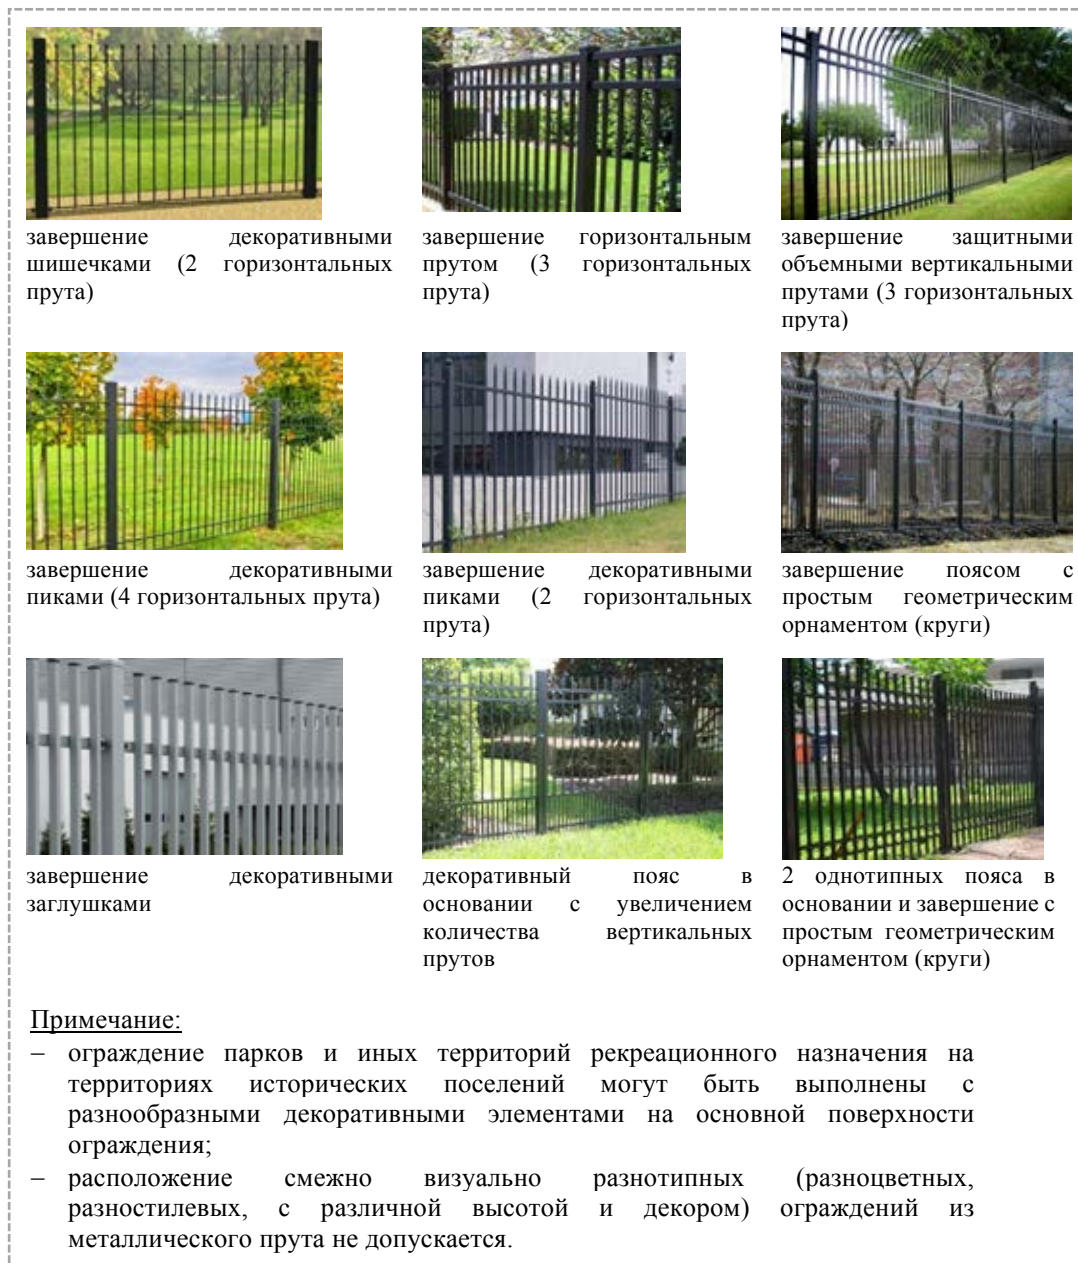 завершение декоративными
шишечками (2 горизонтальных
прута)
завершение горизонтальным
прутом (3 горизонтальных
прута)
завершение защитными
объемными вертикальными
прутами (3 горизонтальных
прута)
завершение декоративными
пиками (4 горизонтальных прута)
завершение декоративными
пиками (2 горизонтальных
прута)
завершение поясом с
простым геометрическим
орнаментом (круги)
завершение декоративными
заглушками
декоративный пояс в
основании с увеличением
количества вертикальных
прутов
2 однотипных пояса в
основании и завершение с
простым геометрическим
орнаментом (круги)
Примечание:
– ограждение парков и иных территорий рекреационного назначения на
территориях исторических поселений могут быть выполнены с
разнообразными декоративными элементами на основной поверхности
ограждения;
– расположение смежно визуально разнотипных (разноцветных,
разностилевых, с различной высотой и декором) ограждений из
металлического прута не допускается.